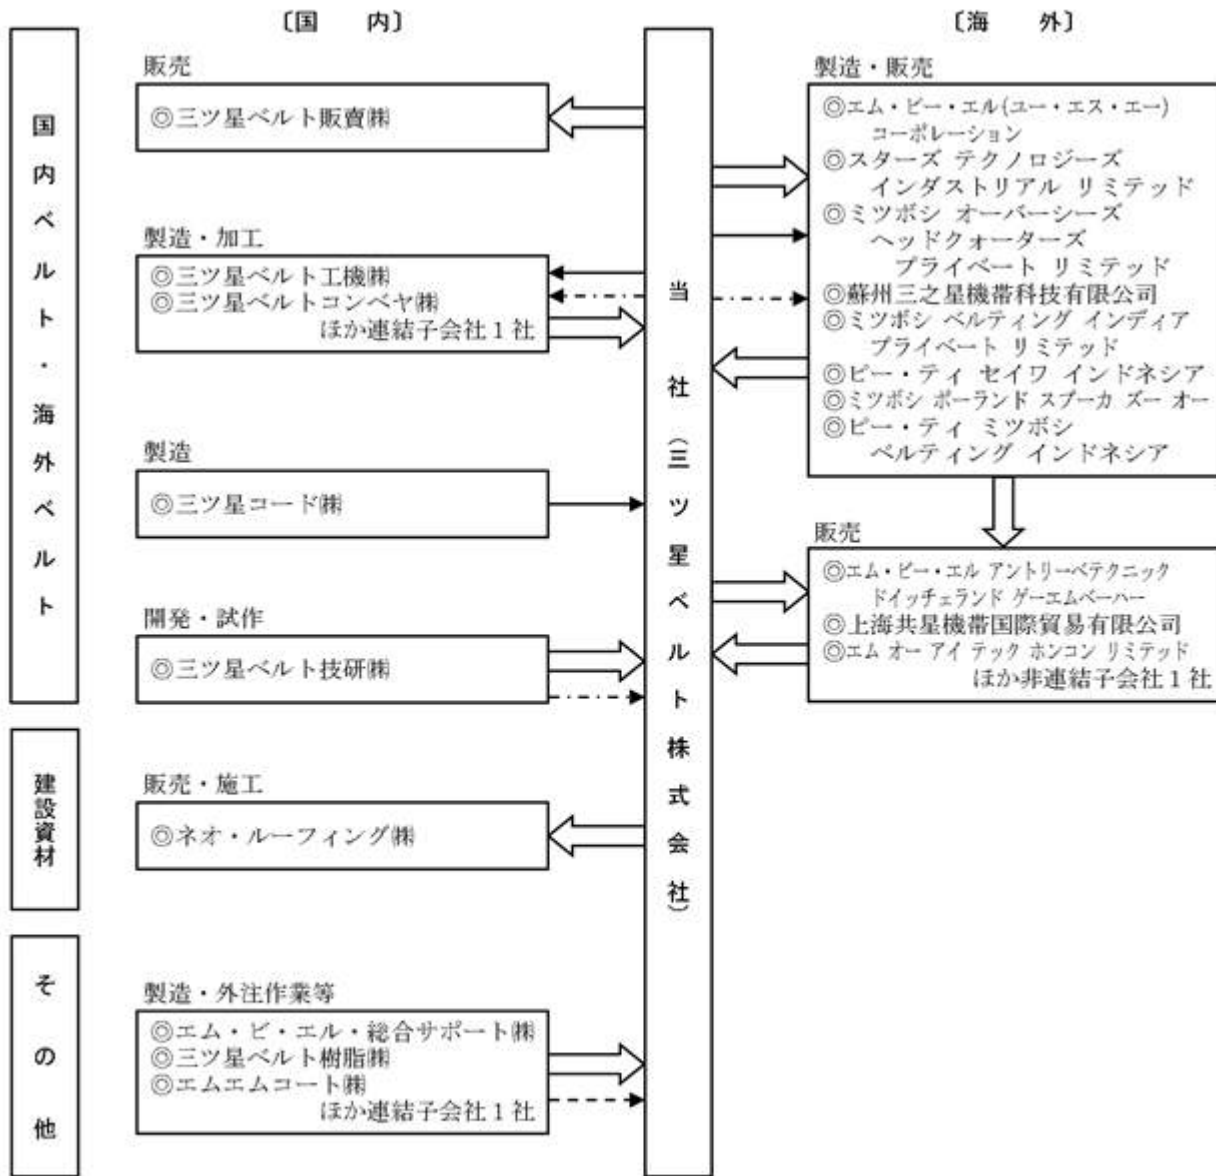 〔国　　内〕
〔海　　外〕
国内ベルト・海外ベルト
販売
◎三ツ星ベルト販賣㈱
製造・加工
◎三ツ星ベルト工機㈱
◎三ツ星ベルトコンベヤ㈱
ほか連結子会社１社
製造
◎三ツ星コード㈱
開発・試作
◎三ツ星ベルト技研㈱
建設資材
販売・施工
◎ネオ・ルーフィング㈱
その他
製造・外注作業等
◎エム・ビ・エル・総合サポート㈱
◎三ツ星ベルト樹脂㈱
◎エムエムコート㈱
ほか連結子会社１社
当　社（三ツ星ベルト株式会社）
製造・販売
◎エム・ビー・エル(ユー・エス・エー)
コーポレーション
◎スターズ テクノロジーズ
インダストリアル リミテッド
◎ミツボシ オーバーシーズ
ヘッドクォーターズ
プライベート リミテッド
◎蘇州三之星機帯科技有限公司
◎ミツボシ ベルティング インディア
プライベート リミテッド
◎ピー・ティ セイワ インドネシア
◎ミツボシ ポーランド スプーカ ズー オー
◎ピー・ティ ミツボシ
ベルティング インドネシア
販売
◎エム・ビー・エル アントリーベテクニック
ドイッチェランド ゲーエムベーハー
◎上海共星機帯国際貿易有限公司
◎エム オー アイ テック ホンコン リミテッド
ほか非連結子会社１社